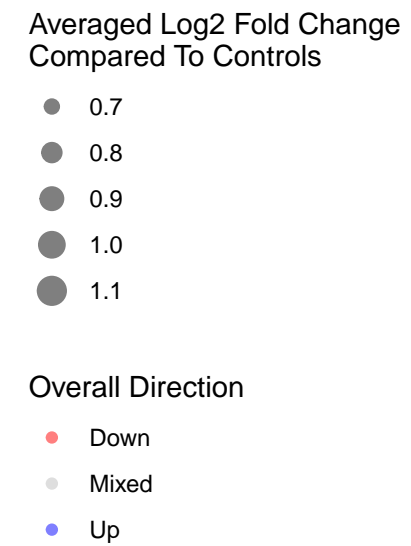 Averaged Log2 Fold Change
Compared To Controls
0.7
0.8
0.9
1.0
1.1
Overall Direction
Down
Mixed
Up